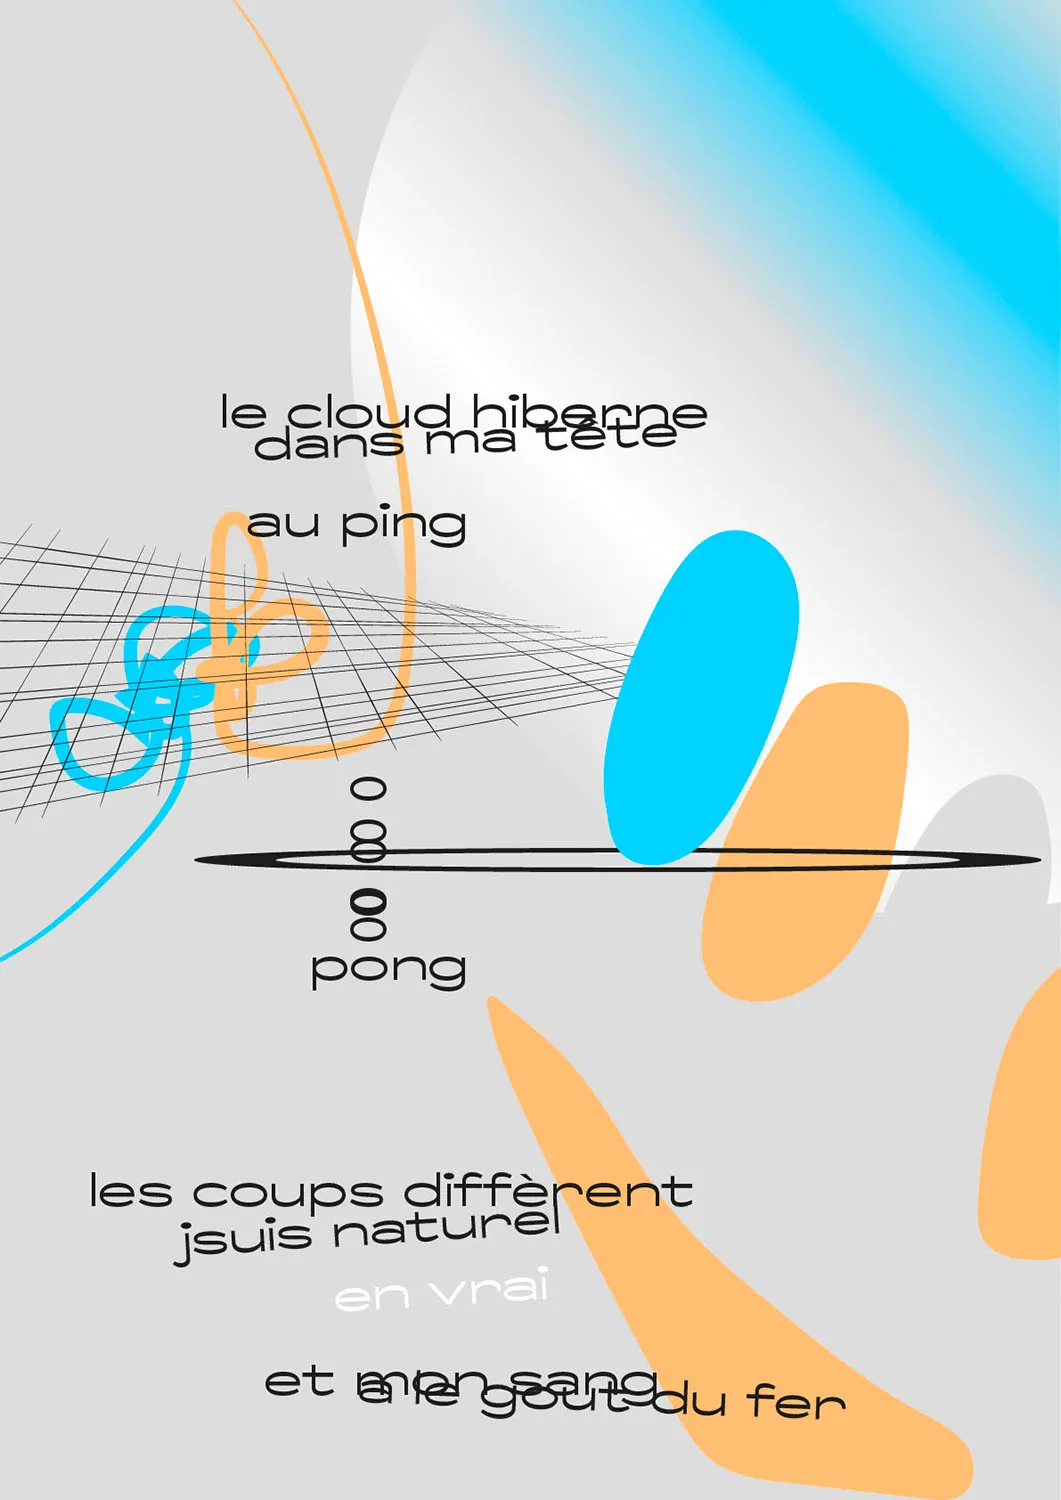 le cloud hiberne
dans ma tête
au ping
o
o
o
o
o
o
pong
les coups diffèrent
jsuis naturel
en vrai
et mon sang
a le gout du fer